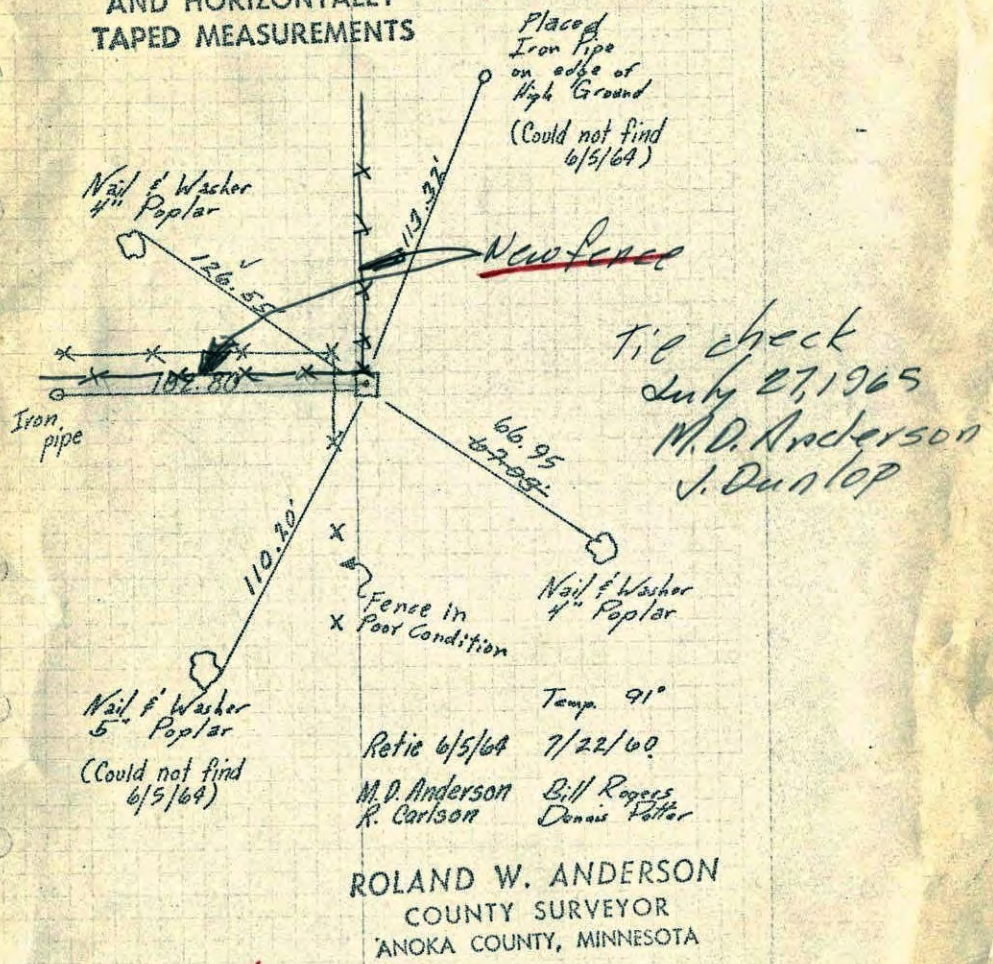 AND HORIZONTALLY
TAPED MEASUREMENTS
Placed
Iron Pipe
on edge of
High Ground
(Could not find
6/5/64)
Nail & Washer
4" Poplar
113.32'
126.55'
New fence
Tie check
July 27, 1965
M.D. Anderson
J. Dunlop
Iron
pipe
66.95
110.20'
Fence in
Poor Condition
Nail & Washer
4" Poplar
Nail & Washer
5" Poplar
(Could not find
6/5/64)
Temp. 91°
Retie 6/5/64 7/22/60
M.D. Anderson Bill Rogers
R. Carlson Dennis Potter
ROLAND W. ANDERSON
COUNTY SURVEYOR
ANOKA COUNTY, MINNESOTA